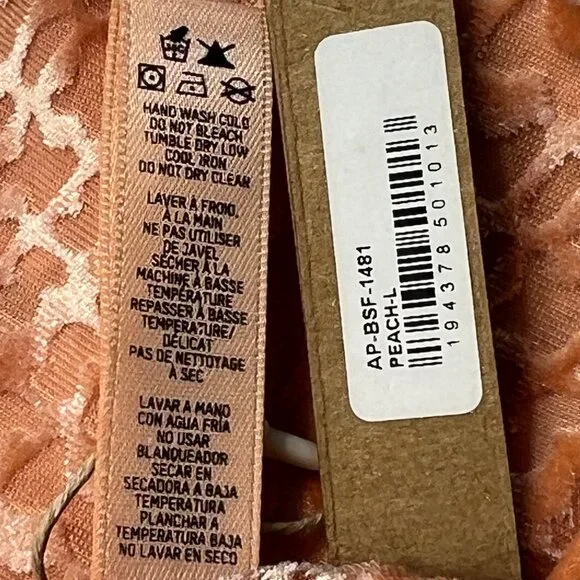 HAND WASH COLD
DO NOT BLEACH
TUMBLE DRY LOW
COOL IRON
DO NOT DRY CLEAR
LAVER À FROID,
À LA MAIN
NE PAS UTILISER
DE JAVEL
SÉCHER À LA
MACHINE À BASSE
TEMPÉRATURE
REPASSER À BASSE
TEMPÉRATURE/
DÉLICAT
PAS DE NETTOYAGE
À SEC
LAVAR A MANO
CON AGUA FRÍA
NO USAR
BLANQUEADOR
SECAR EN
SECADORA A BAJA
TEMPERATURA
PLANCHAR A
TEMPERATURA BAJA
NO LAVAR EN SECO
AP-BSF-1481
PEACH-L
194378 501013